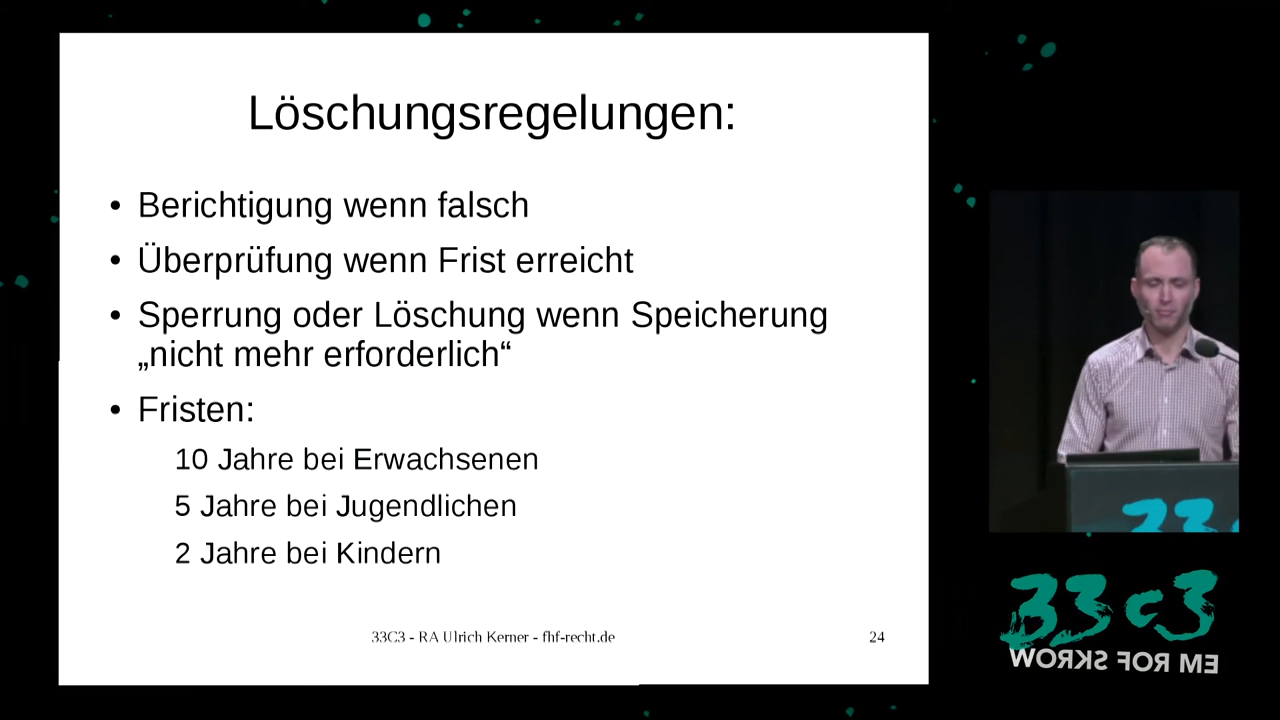 Löschungsregelungen:
• Berichtigung wenn falsch
• Überprüfung wenn Frist erreicht
• Sperrung oder Löschung wenn Speicherung
„nicht mehr erforderlich“
• Fristen:
10 Jahre bei Erwachsenen
5 Jahre bei Jugendlichen
2 Jahre bei Kindern
33C3 - RA Ulrich Kerner - fhf-recht.de
24
33C
33c3
WORKS FOR ME